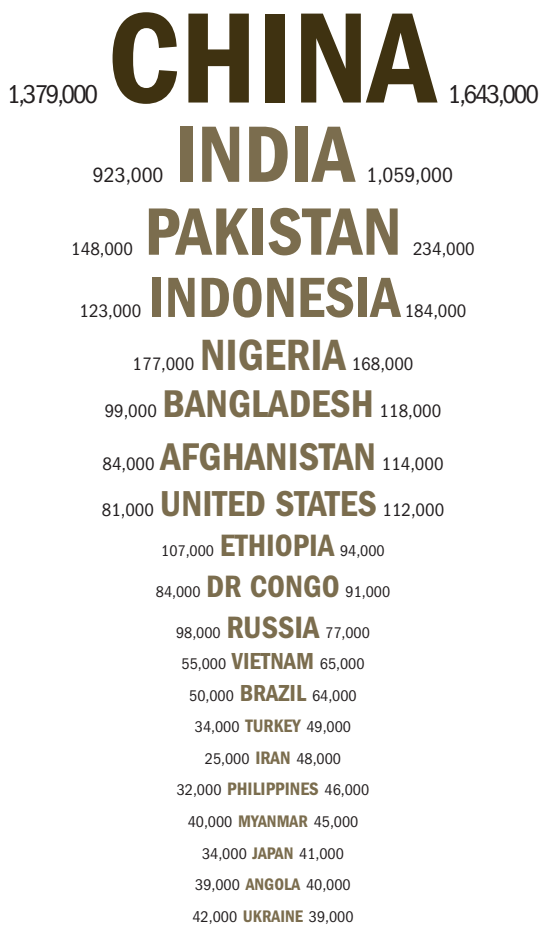 1,379,000 CHINA 1,643,000
923,000 INDIA 1,059,000
148,000 PAKISTAN 234,000
123,000 INDONESIA 184,000
177,000 NIGERIA 168,000
99,000 BANGLADESH 118,000
84,000 AFGHANISTAN 114,000
81,000 UNITED STATES 112,000
107,000 ETHIOPIA 94,000
84,000 DR CONGO 91,000
98,000 RUSSIA 77,000
55,000 VIETNAM 65,000
50,000 BRAZIL 64,000
34,000 TURKEY 49,000
25,000 IRAN 48,000
32,000 PHILIPPINES 46,000
40,000 MYANMAR 45,000
34,000 JAPAN 41,000
39,000 ANGOLA 40,000
42,000 UKRAINE 39,000